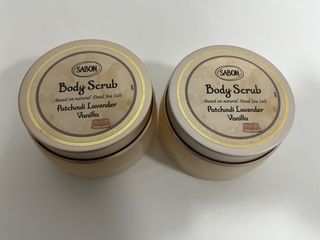 SABON
Body Scrub
Based on natural Dead Sea Salt
Patchouli Lavender
Vanilla
SABON
Body Scrub
Based on natural Dead Sea Salt
Patchouli Lavender
Vanilla